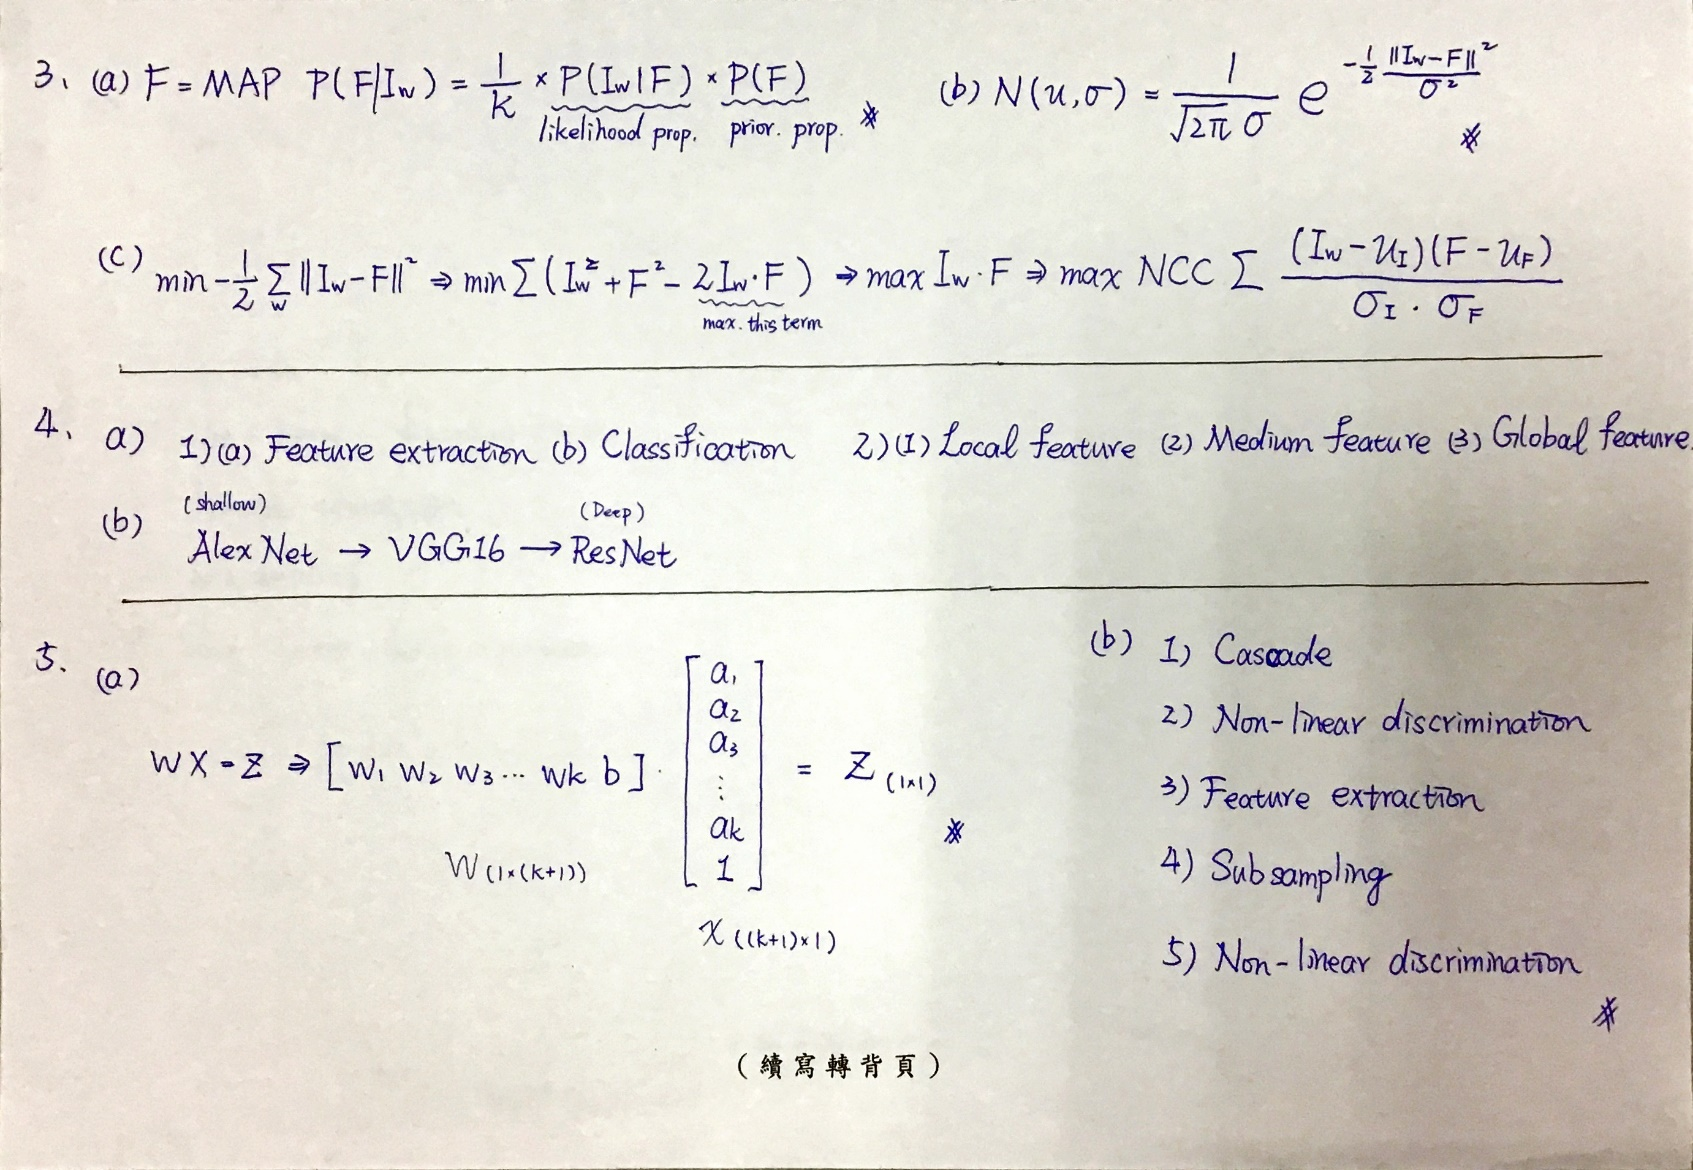 3. (a) F = MAP P(F|Iw) = 1/k × P(Iw|F) × P(F) (b) N(u,σ) = 1/(√2π σ) e^(-1/2 ‖Iw-F‖²/σ²)
likelihood prop. prior. prop. ※ ※
(c) min -1/2 Σ_w ‖Iw-F‖² ⇒ min Σ (Iw² + F² - 2Iw·F) ⇒ max Iw·F ⇒ max NCC Σ (Iw-uI)(F-uF)/(σI·σF)
max. this term
4. a) 1)(a) Feature extraction (b) Classification 2)(1) Local feature (2) Medium feature (3) Global feature.
(shallow) (Deep)
(b) AlexNet → VGG16 → ResNet
5. (a)
WX = Z ⇒ [W1 W2 W3 ... Wk b] · [a1 a2 a3 ⋮ ak 1] = Z(1×1)
※
W(1×(k+1))
X((k+1)×1)
(b) 1) Cascade
2) Non-linear discrimination
3) Feature extraction
4) Subsampling
5) Non-linear discrimination
※
(續寫轉背頁)